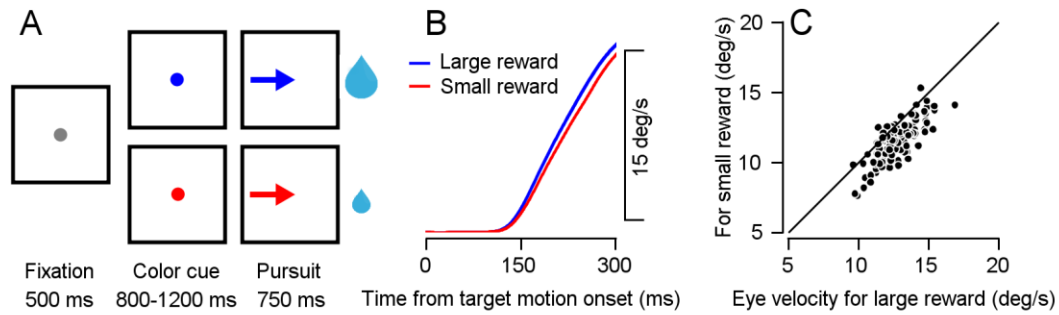 A
Fixation
500 ms
Color cue
800-1200 ms
Pursuit
750 ms
B
Large reward
Small reward
15 deg/s
0
150
300
Time from target motion onset (ms)
C
For small reward (deg/s)
20
15
10
5
5
10
15
20
Eye velocity for large reward (deg/s)